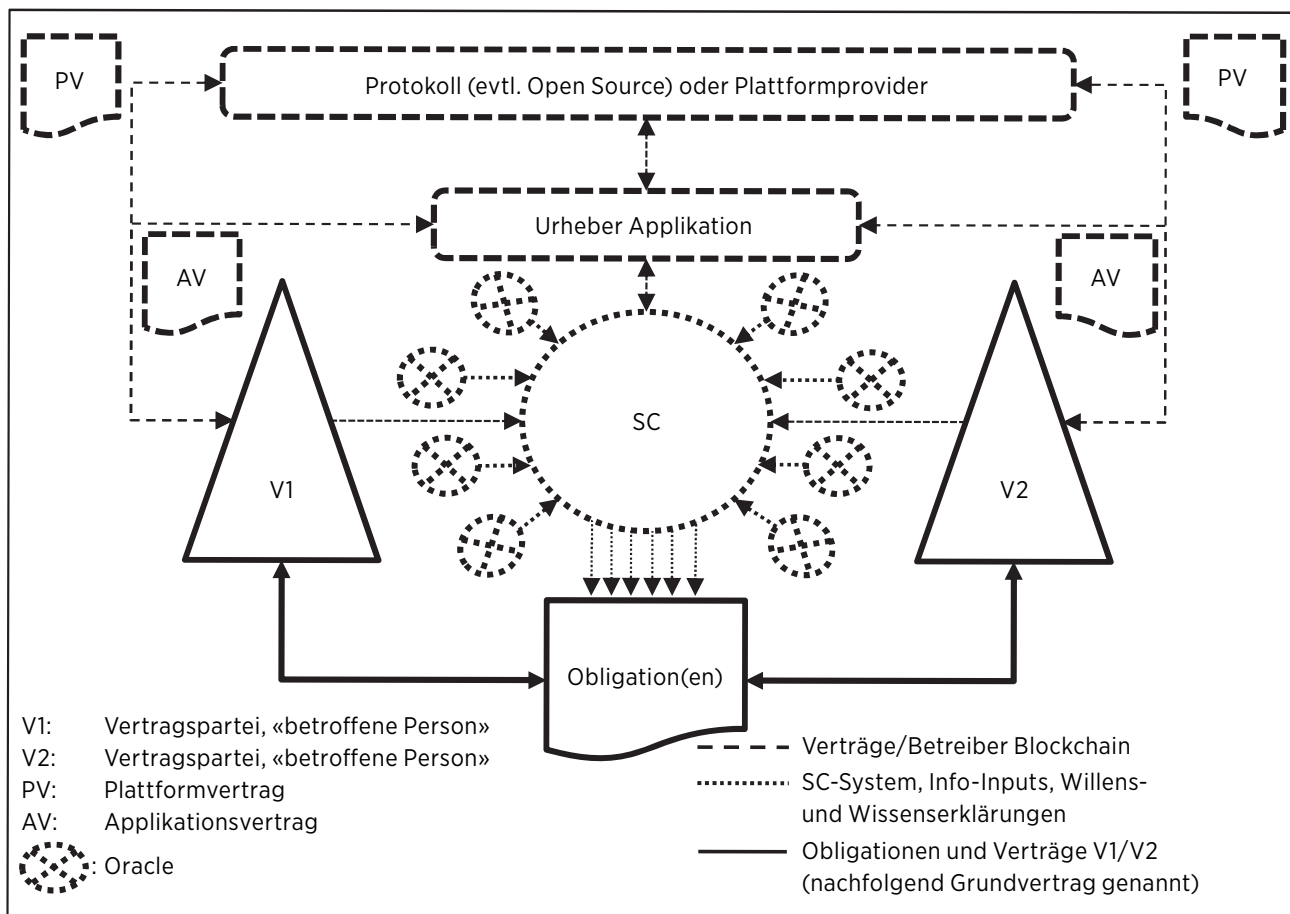 PV
Protokoll (evtl. Open Source) oder Plattformprovider
PV
Urheber Applikation
AV
AV
SC
V1
V2
Obligation(en)
V1: Vertragspartei, «betroffene Person»
V2: Vertragspartei, «betroffene Person»
PV: Plattformvertrag
AV: Applikationsvertrag
: Oracle
Verträge/Betreiber Blockchain
SC-System, Info-Inputs, Willens-
und Wissenserklärungen
Obligationen und Verträge V1/V2
(nachfolgend Grundvertrag genannt)